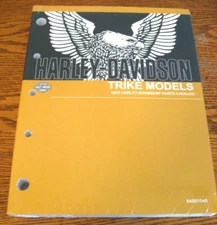 HARLEY-DAVIDSON
TRIKE MODELS
HARLEY-DAVIDSON® PARTS CATALOG